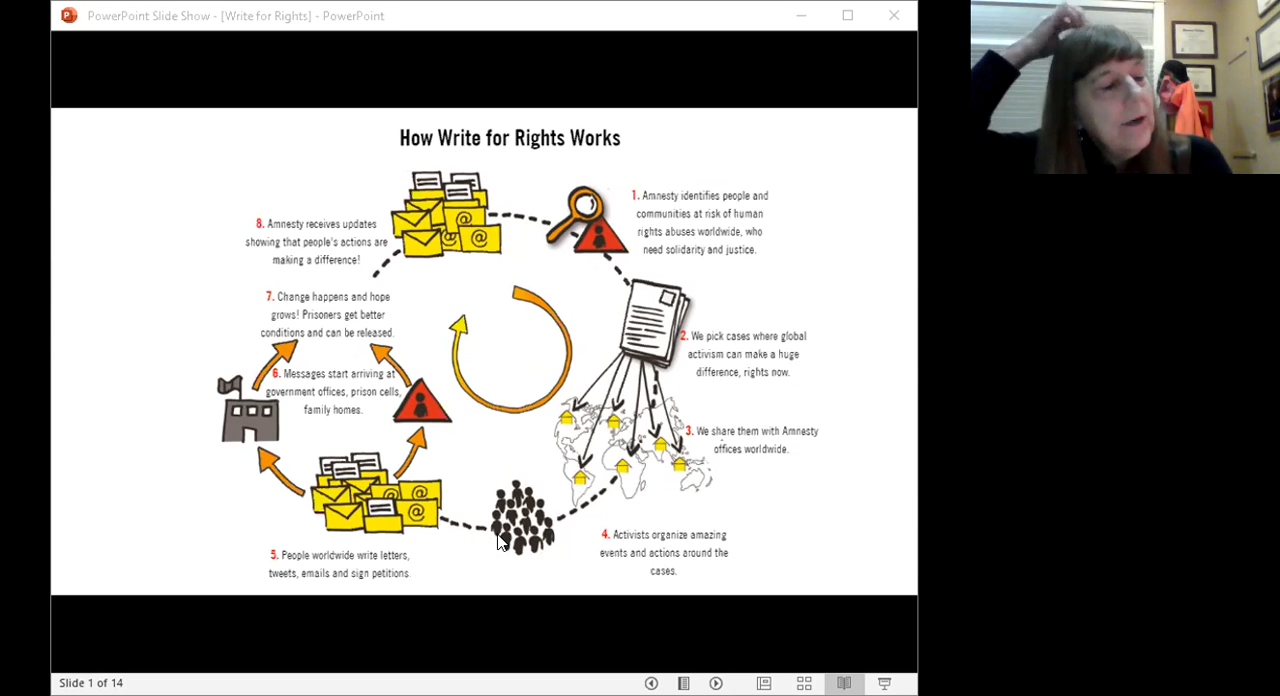 PowerPoint Slide Show - [Write for Rights] - PowerPoint
How Write for Rights Works
1. Amnesty identifies people and
communities at risk of human
rights abuses worldwide, who
need solidarity and justice.
2. We pick cases where global
activism can make a huge
difference, rights now.
3. We share them with Amnesty
offices worldwide.
4. Activists organize amazing
events and actions around the
cases.
5. People worldwide write letters,
tweets, emails and sign petitions.
6. Messages start arriving at
government offices, prison cells,
family homes.
7. Change happens and hope
grows! Prisoners get better
conditions and can be released.
8. Amnesty receives updates
showing that people's actions are
making a difference!
Slide 1 of 14